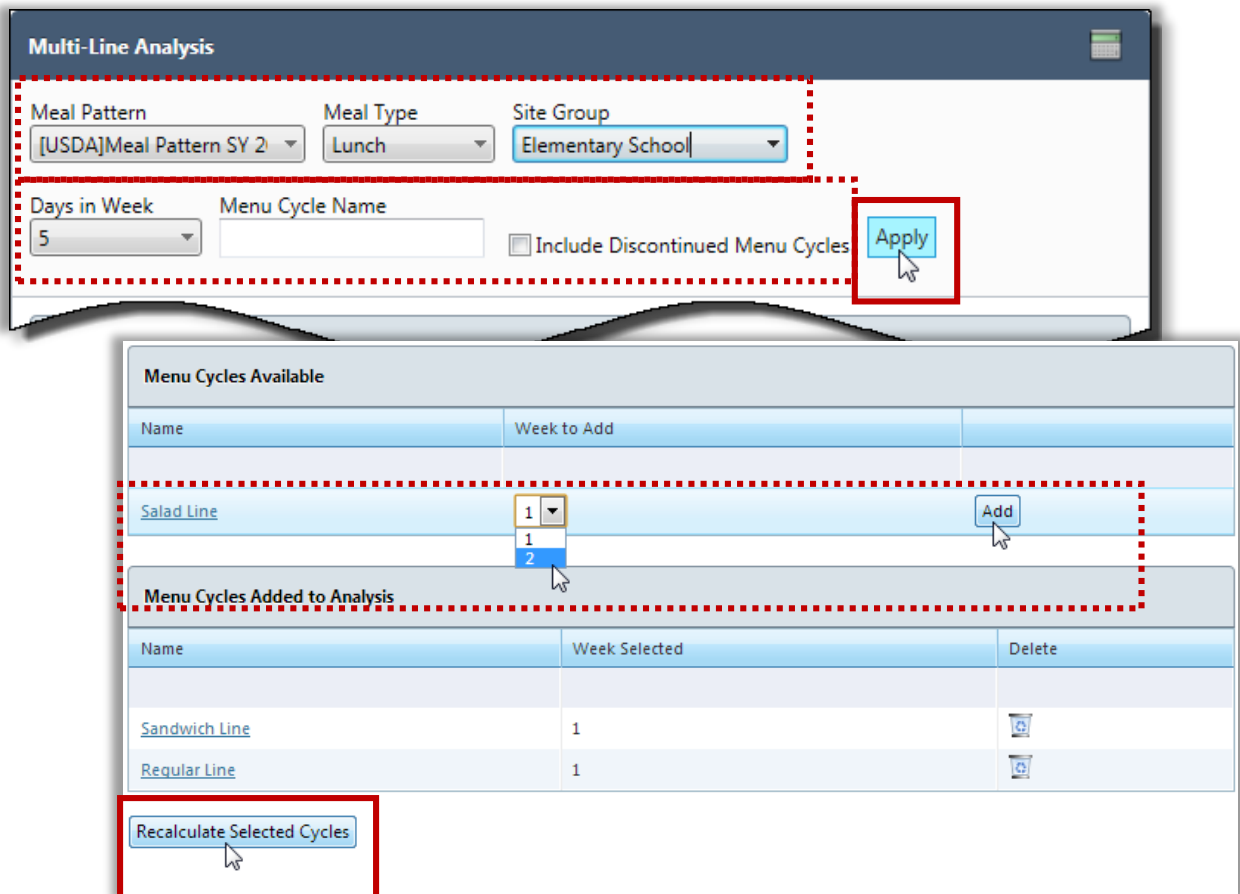 Multi-Line Analysis
Meal Pattern Meal Type Site Group
[USDA]Meal Pattern SY 2 Lunch Elementary School
Days in Week Menu Cycle Name
5 Include Discontinued Menu Cycles Apply
Menu Cycles Available
Name Week to Add
Salad Line 1 Add
1
2
Menu Cycles Added to Analysis
Name Week Selected Delete
Sandwich Line 1
Regular Line 1
Recalculate Selected Cycles